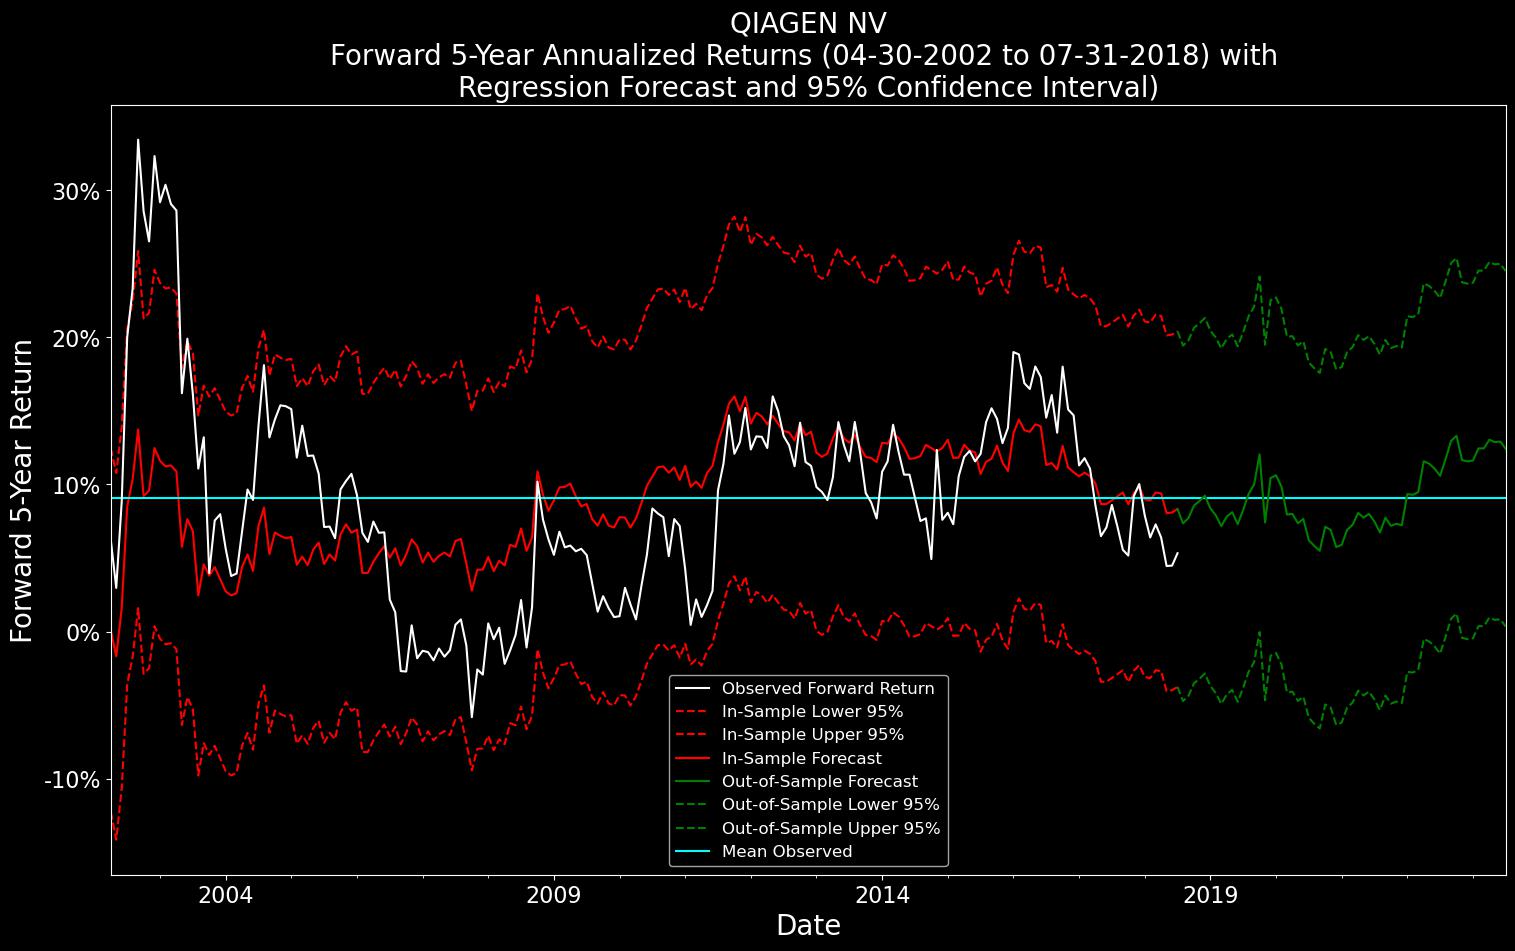 QIAGEN NV
Forward 5-Year Annualized Returns (04-30-2002 to 07-31-2018) with
Regression Forecast and 95% Confidence Interval)
Forward 5-Year Return
30%
20%
10%
0%
-10%
Observed Forward Return
In-Sample Lower 95%
In-Sample Upper 95%
In-Sample Forecast
Out-of-Sample Forecast
Out-of-Sample Lower 95%
Out-of-Sample Upper 95%
Mean Observed
2004 2009 2014 2019
Date